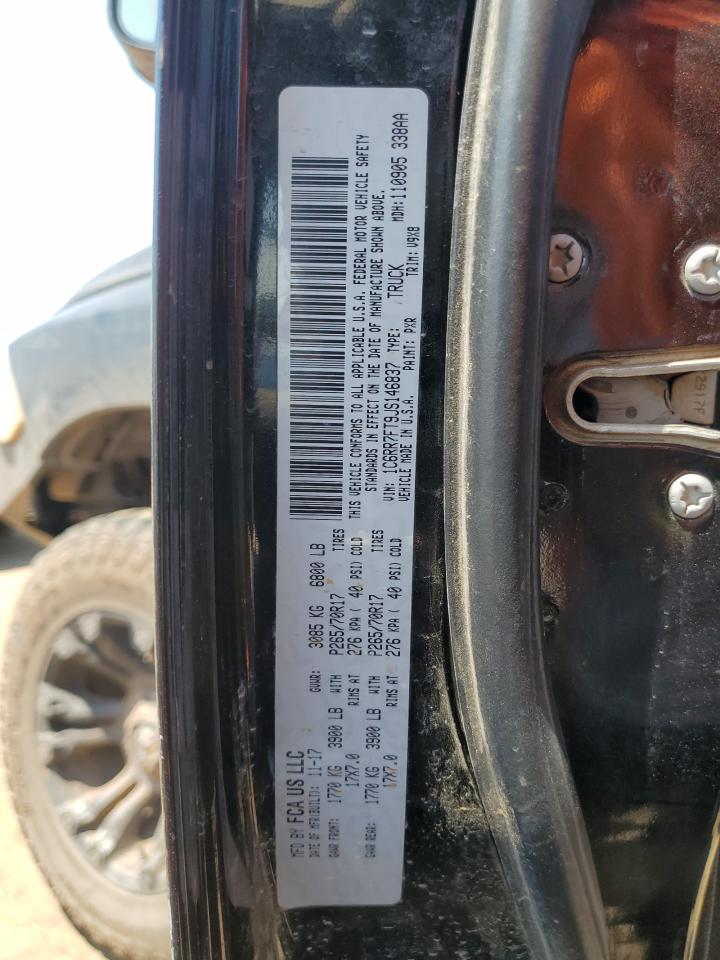 MFD BY FCA US LLC
DATE OF MFR(BUILT): 11-17 GVWR: 3085 KG 6800 LB
GAWR FRONT: 1770 KG 3900 LB WITH P265/70R17 TIRES
17X7.0 RIMS AT 276 KPA ( 40 PSI) COLD
GAWR REAR: 1770 KG 3900 LB WITH P265/70R17 TIRES
17X7.0 RIMS AT 276 KPA ( 40 PSI) COLD
THIS VEHICLE CONFORMS TO ALL APPLICABLE U.S.A. FEDERAL MOTOR VEHICLE SAFETY
STANDARDS IN EFFECT ON THE DATE OF MANUFACTURE SHOWN ABOVE.
VIN: 1C6RR7FT9JS146837 TYPE: TRUCK MDH:110905 338AA
VEHICLE MADE IN U.S.A. PAINT: PXR TRIM: V9X8